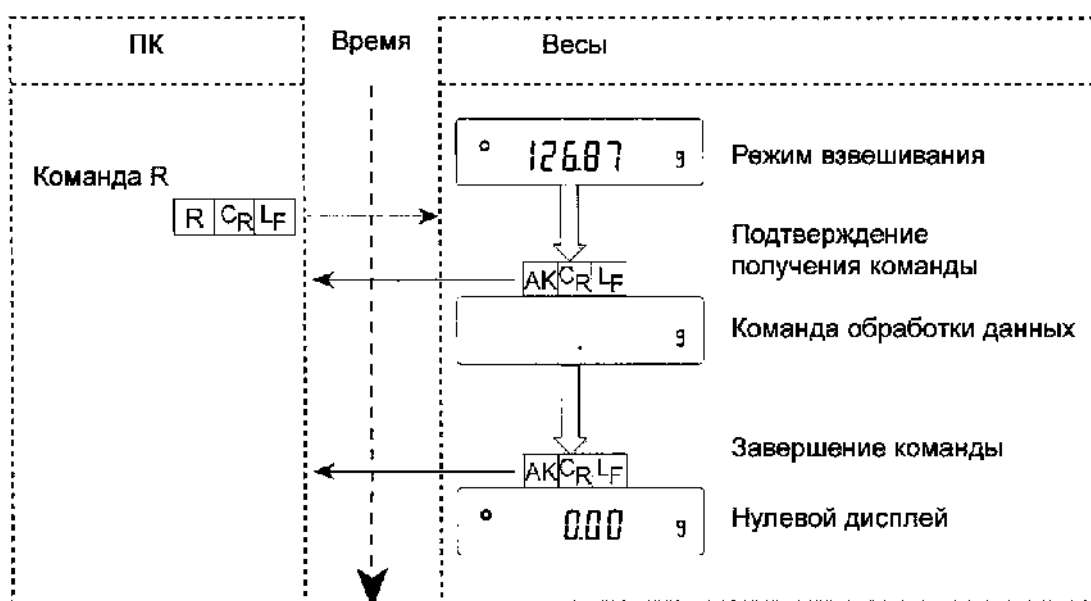 ПК Время Весы
126.87 g Режим взвешивания
Команда R
R CR LF
Подтверждение
получения команды
AK CR LF
. g Команда обработки данных
Завершение команды
AK CR LF
0.00 g Нулевой дисплей